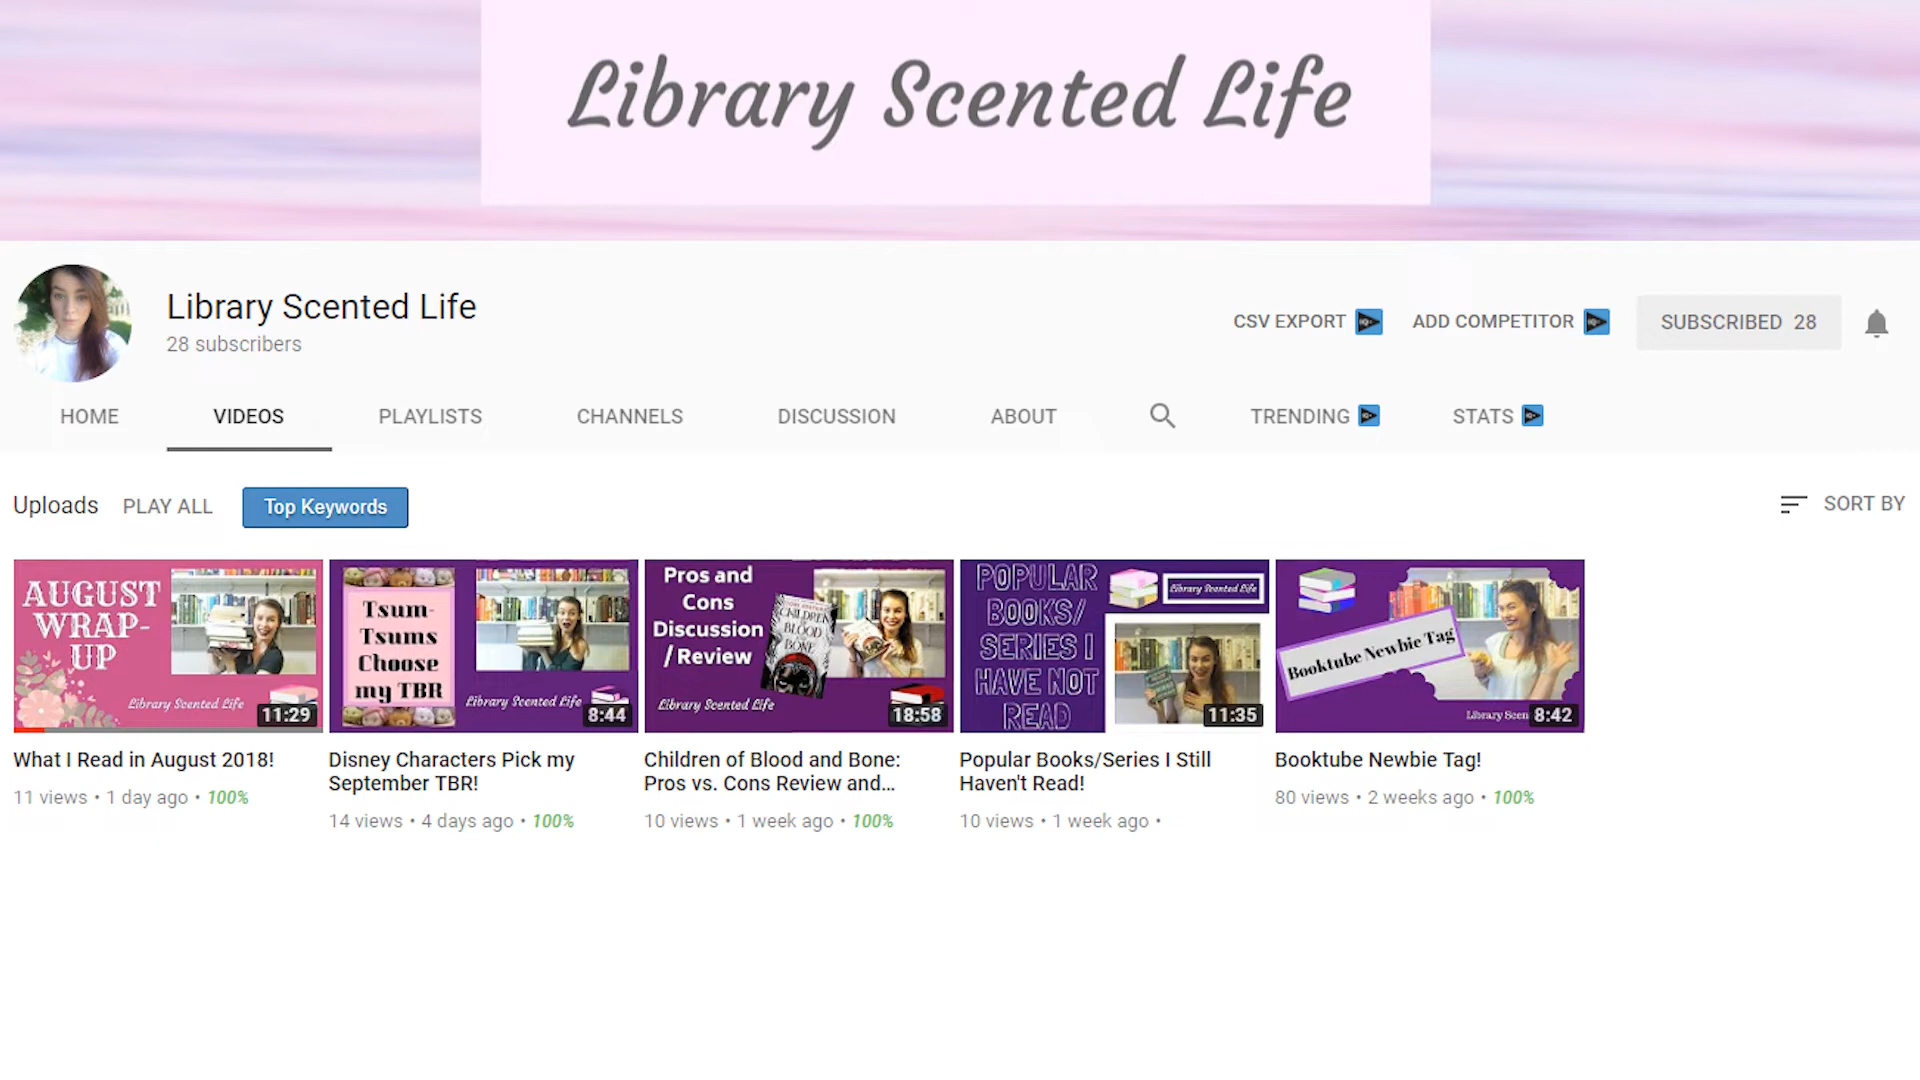 Library Scented Life
Library Scented Life
28 subscribers
CSV EXPORT
ADD COMPETITOR
SUBSCRIBED 28
HOME
VIDEOS
PLAYLISTS
CHANNELS
DISCUSSION
ABOUT
TRENDING
STATS
Uploads
PLAY ALL
Top Keywords
SORT BY
AUGUST
WRAP-
UP
Library Scented Life
11:29
Tsum-
Tsums
Choose
my TBR
Library Scented Life
8:44
Pros and
Cons
Discussion
/ Review
CHILDREN
OF
BLOOD
AND
BONE
Library Scented Life
18:58
POPULAR
BOOKS/
SERIES I
HAVE NOT
READ
Library Scented Life
11:35
Booktube Newbie Tag
Library Scen
8:42
What I Read in August 2018!
11 views • 1 day ago • 100%
Disney Characters Pick my
September TBR!
14 views • 4 days ago • 100%
Children of Blood and Bone:
Pros vs. Cons Review and...
10 views • 1 week ago • 100%
Popular Books/Series I Still
Haven't Read!
10 views • 1 week ago •
Booktube Newbie Tag!
80 views • 2 weeks ago • 100%